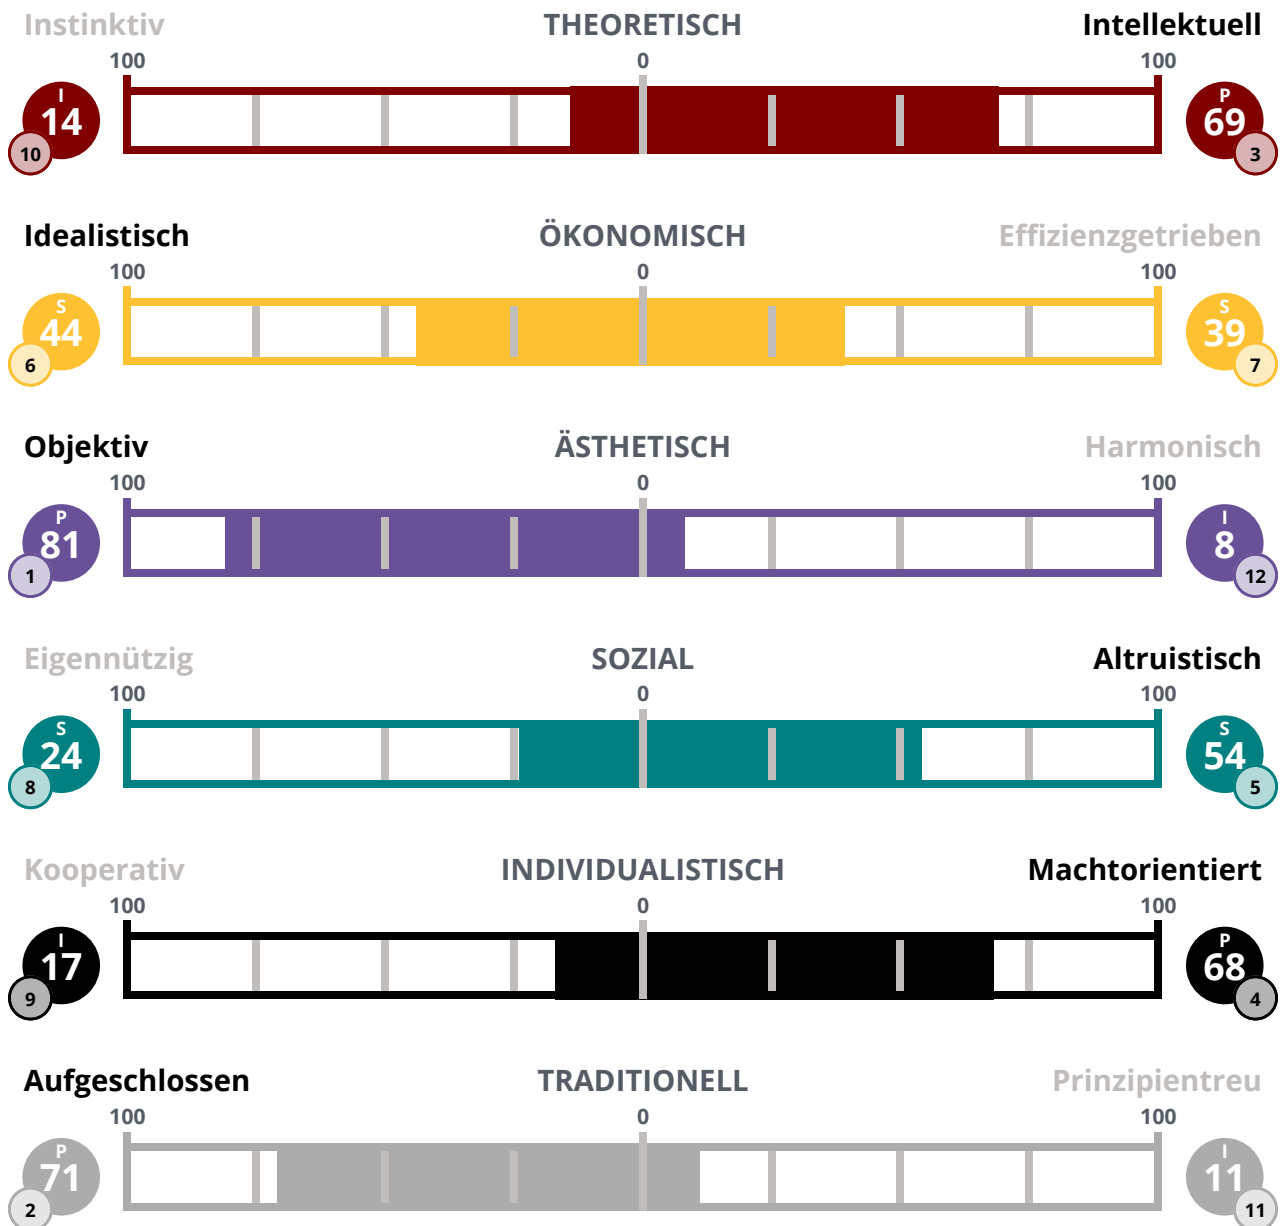 Instinktiv THEORETISCH Intellektuell
100 0 100
I P
14 69
10 3
Idealistisch ÖKONOMISCH Effizienzgetrieben
100 0 100
S S
44 39
6 7
Objektiv ÄSTHETISCH Harmonisch
100 0 100
P I
81 8
1 12
Eigennützig SOZIAL Altruistisch
100 0 100
S S
24 54
8 5
Kooperativ INDIVIDUALISTISCH Machtorientiert
100 0 100
I P
17 68
9 4
Aufgeschlossen TRADITIONELL Prinzipientreu
100 0 100
P I
71 11
2 11